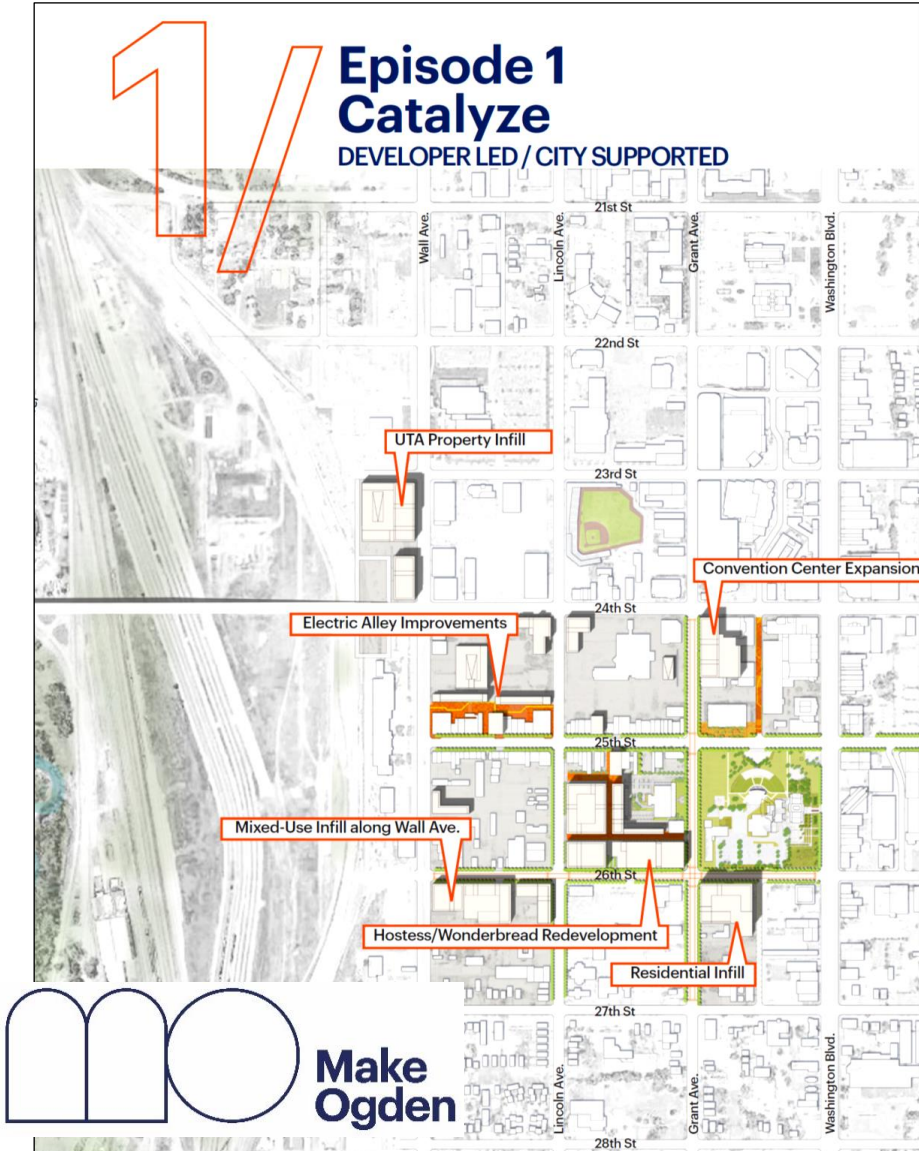 1/
Episode 1
Catalyze
DEVELOPER LED / CITY SUPPORTED
21st St
Wall Ave.
Lincoln Ave.
Grant Ave.
Washington Blvd.
22nd St
UTA Property Infill
23rd St
Convention Center Expansion
24th St
Electric Alley Improvements
25th St
Mixed-Use Infill along Wall Ave.
26th St
Hostess/Wonderbread Redevelopment
Residential Infill
27th St
Make
Ogden
Lincoln Ave.
Grant Ave.
Washington Blvd.
28th St